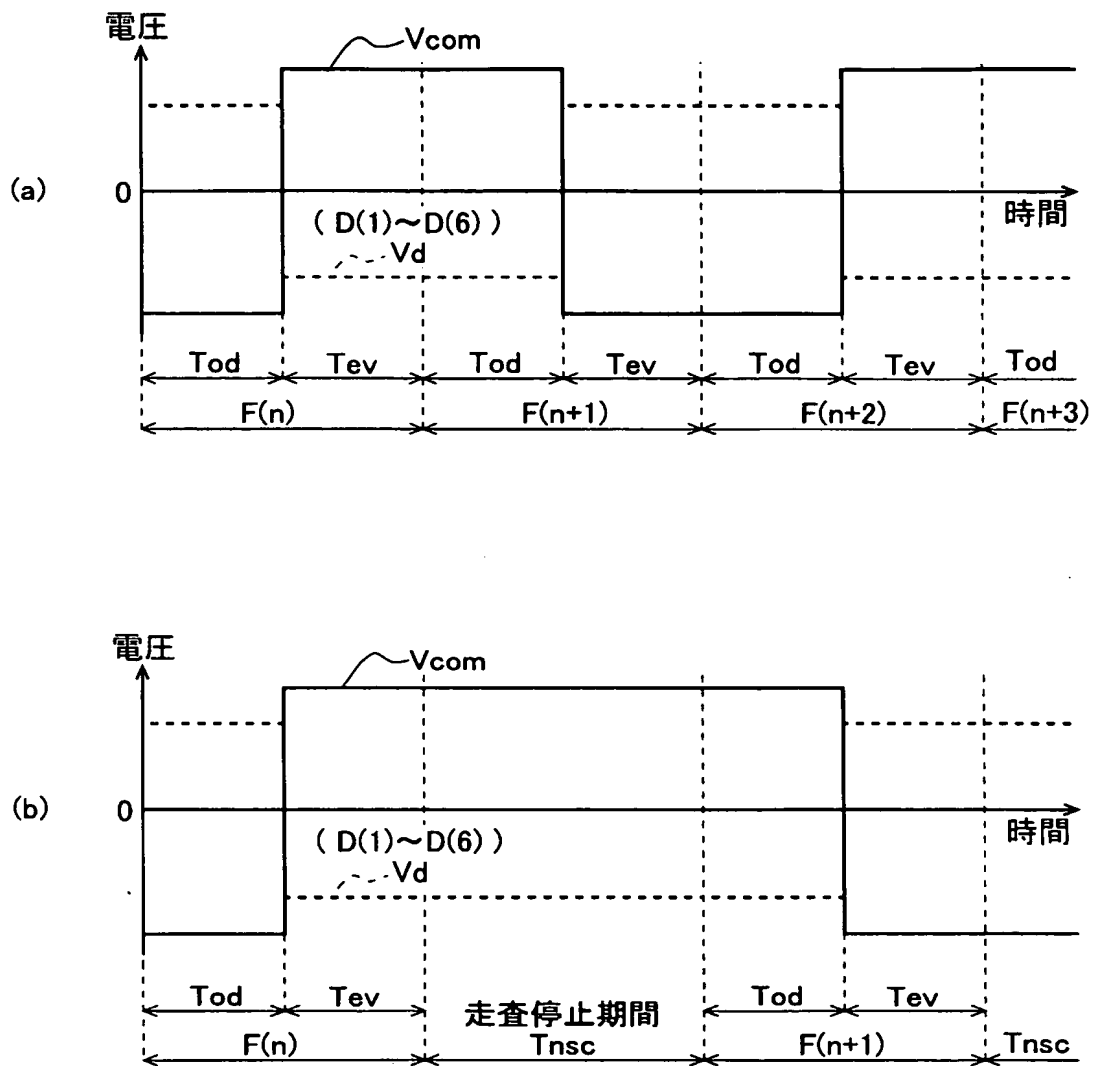 電圧
Vcom
(a)
0
時間
( D(1)～D(6) )
Vd
Tod Tev Tod Tev Tod Tev Tod
F(n) F(n+1) F(n+2) F(n+3)
電圧
Vcom
(b)
0
時間
( D(1)～D(6) )
Vd
Tod Tev 走査停止期間 Tod Tev
F(n) Tnsc F(n+1) Tnsc